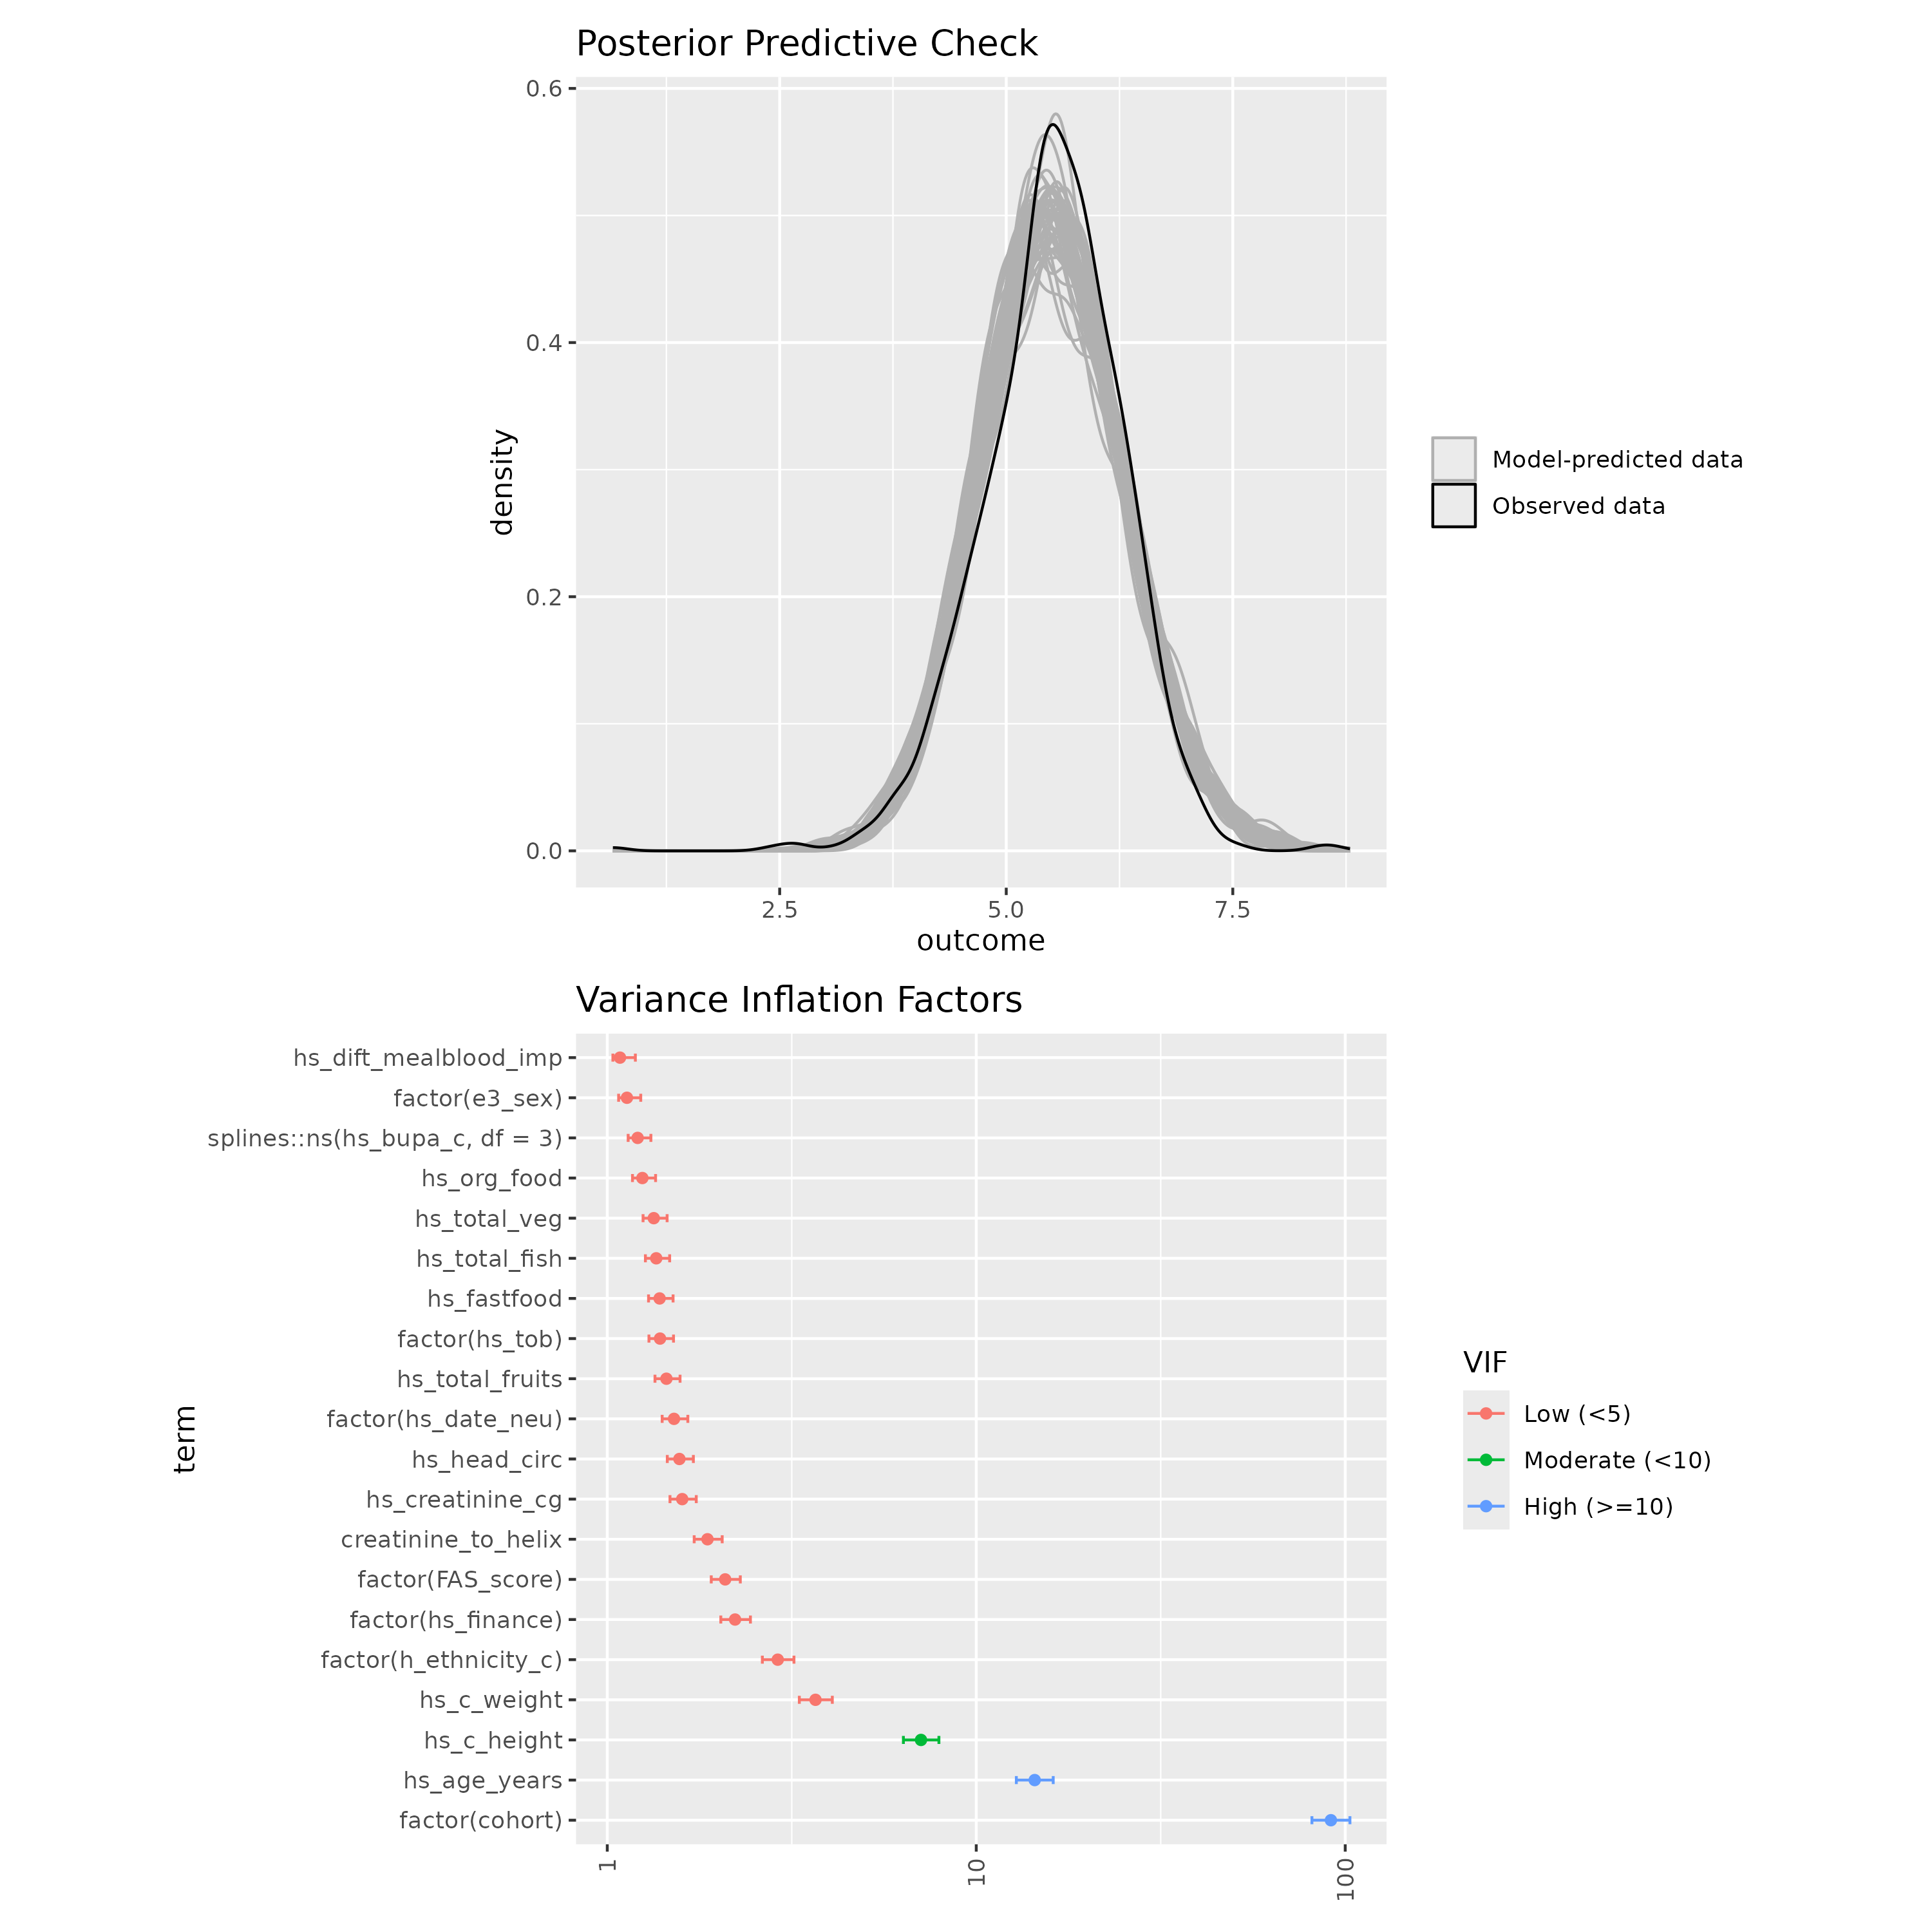 Posterior Predictive Check
0.6
0.4
0.2
0.0
density
2.5
5.0
7.5
outcome
Model-predicted data
Observed data
Variance Inflation Factors
term
hs_dift_mealblood_imp
factor(e3_sex)
splines::ns(hs_bupa_c, df = 3)
hs_org_food
hs_total_veg
hs_total_fish
hs_fastfood
factor(hs_tob)
hs_total_fruits
factor(hs_date_neu)
hs_head_circ
hs_creatinine_cg
creatinine_to_helix
factor(FAS_score)
factor(hs_finance)
factor(h_ethnicity_c)
hs_c_weight
hs_c_height
hs_age_years
factor(cohort)
1
10
100
VIF
Low (<5)
Moderate (<10)
High (>=10)